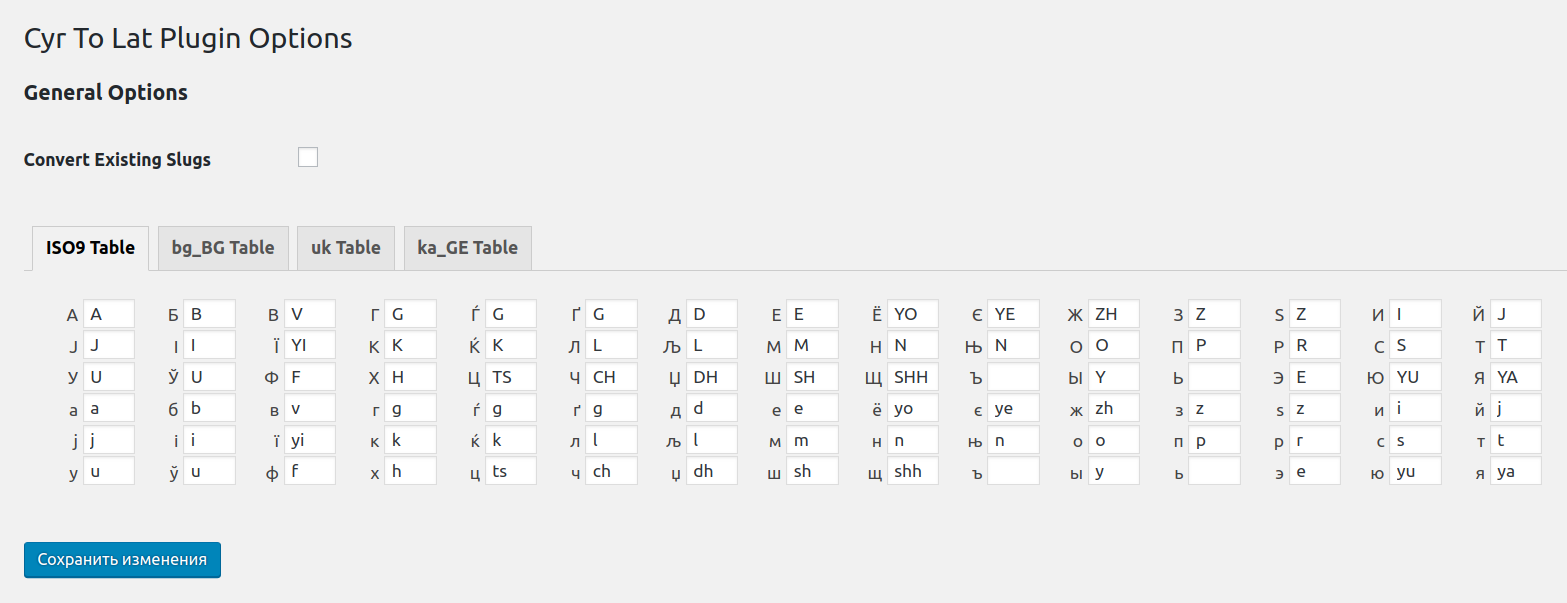 Cyr To Lat Plugin Options
General Options
Convert Existing Slugs
ISO9 Table bg_BG Table uk Table ka_GE Table
А A Б B В V Г G Ѓ G Ґ G Д D Е E Ё YO Є YE Ж ZH З Z Ѕ Z И I Й J
Ј J І I Ї YI К K Ќ K Л L Љ L М M Н N Њ N О O П P Р R С S Т T
У U Ў U Ф F Х H Ц TS Ч CH Џ DH Ш SH Щ SHH Ъ Ы Y Ь Э E Ю YU Я YA
а a б b в v г g ѓ g ґ g д d е e ё yo є ye ж zh з z ѕ z и i й j
ј j і i ї yi к k ќ k л l љ l м m н n њ n о o п p р r с s т t
у u ў u ф f х h ц ts ч ch џ dh ш sh щ shh ъ ы y ь э e ю yu я ya
Сохранить изменения